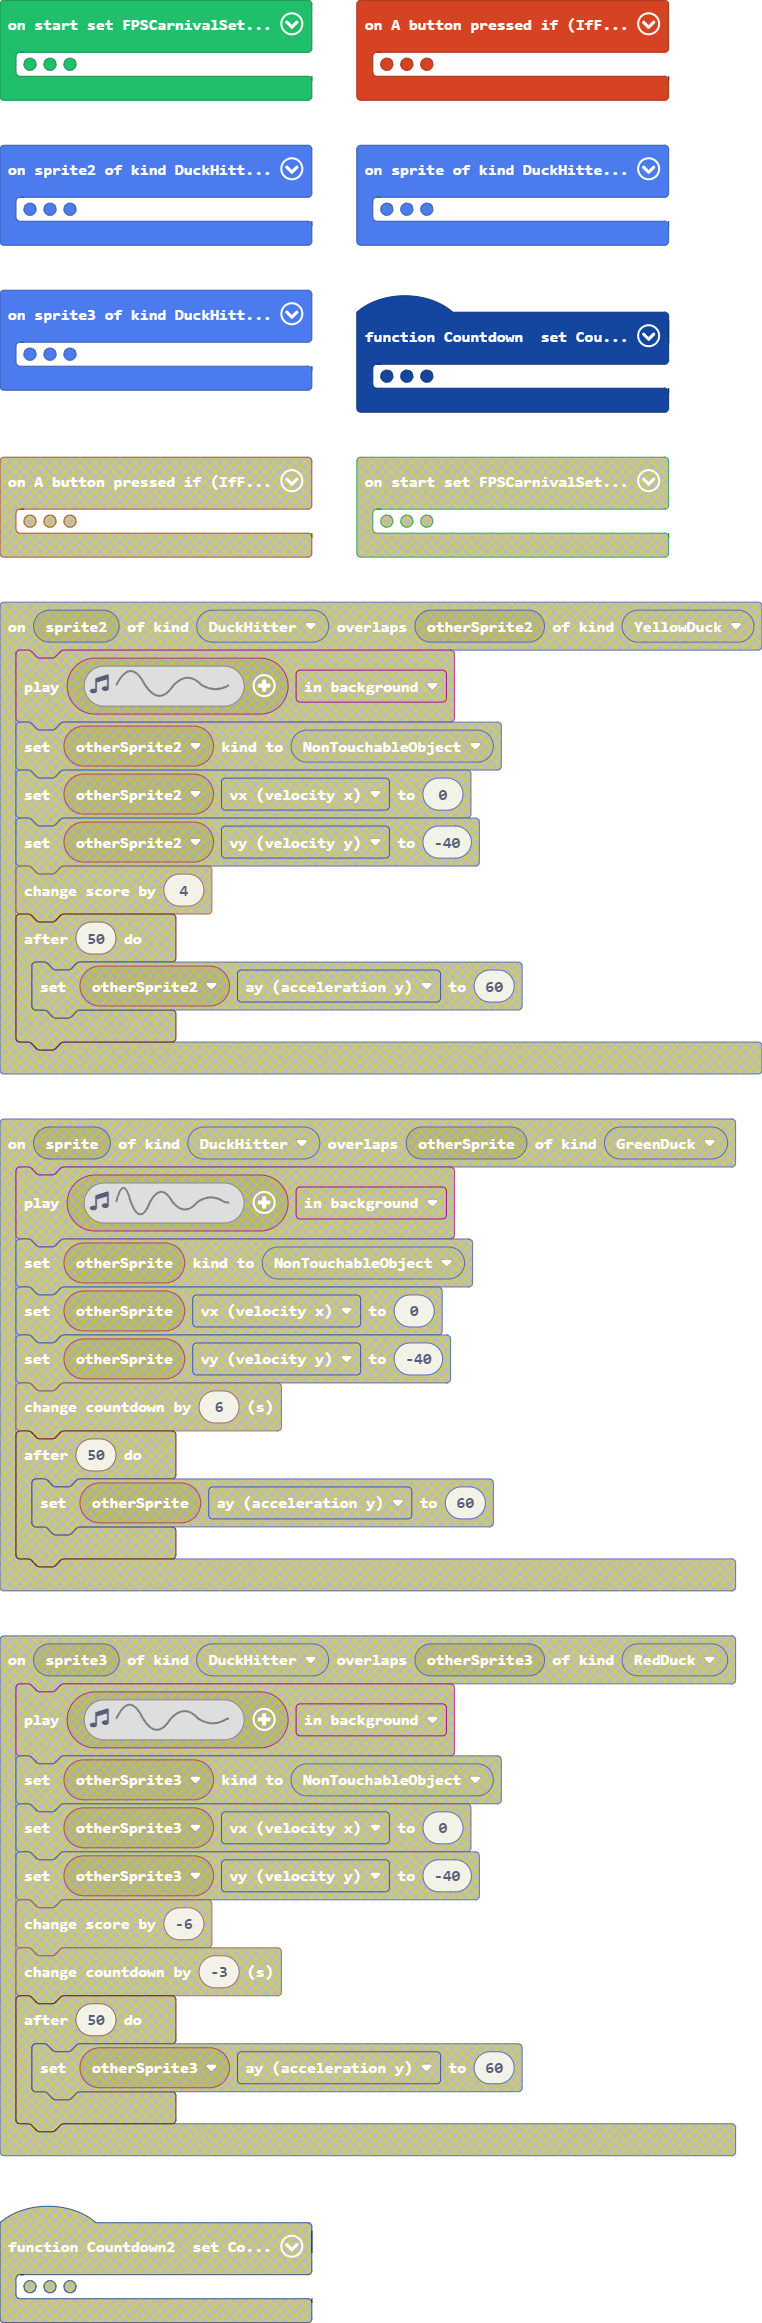 on start set FPSCarnivalSet...
on A button pressed if (IfF...
on sprite2 of kind DuckHitt...
on sprite of kind DuckHitte...
on sprite3 of kind DuckHitt...
function Countdown set Cou...
on A button pressed if (IfF...
on start set FPSCarnivalSet...
on sprite2 of kind DuckHitter overlaps otherSprite2 of kind YellowDuck
play in background
set otherSprite2 kind to NonTouchableObject
set otherSprite2 vx (velocity x) to 0
set otherSprite2 vy (velocity y) to -40
change score by 4
after 50 do
set otherSprite2 ay (acceleration y) to 60
on sprite of kind DuckHitter overlaps otherSprite of kind GreenDuck
play in background
set otherSprite kind to NonTouchableObject
set otherSprite vx (velocity x) to 0
set otherSprite vy (velocity y) to -40
change countdown by 6 (s)
after 50 do
set otherSprite ay (acceleration y) to 60
on sprite3 of kind DuckHitter overlaps otherSprite3 of kind RedDuck
play in background
set otherSprite3 kind to NonTouchableObject
set otherSprite3 vx (velocity x) to 0
set otherSprite3 vy (velocity y) to -40
change score by -6
change countdown by -3 (s)
after 50 do
set otherSprite3 ay (acceleration y) to 60
function Countdown2 set Co...